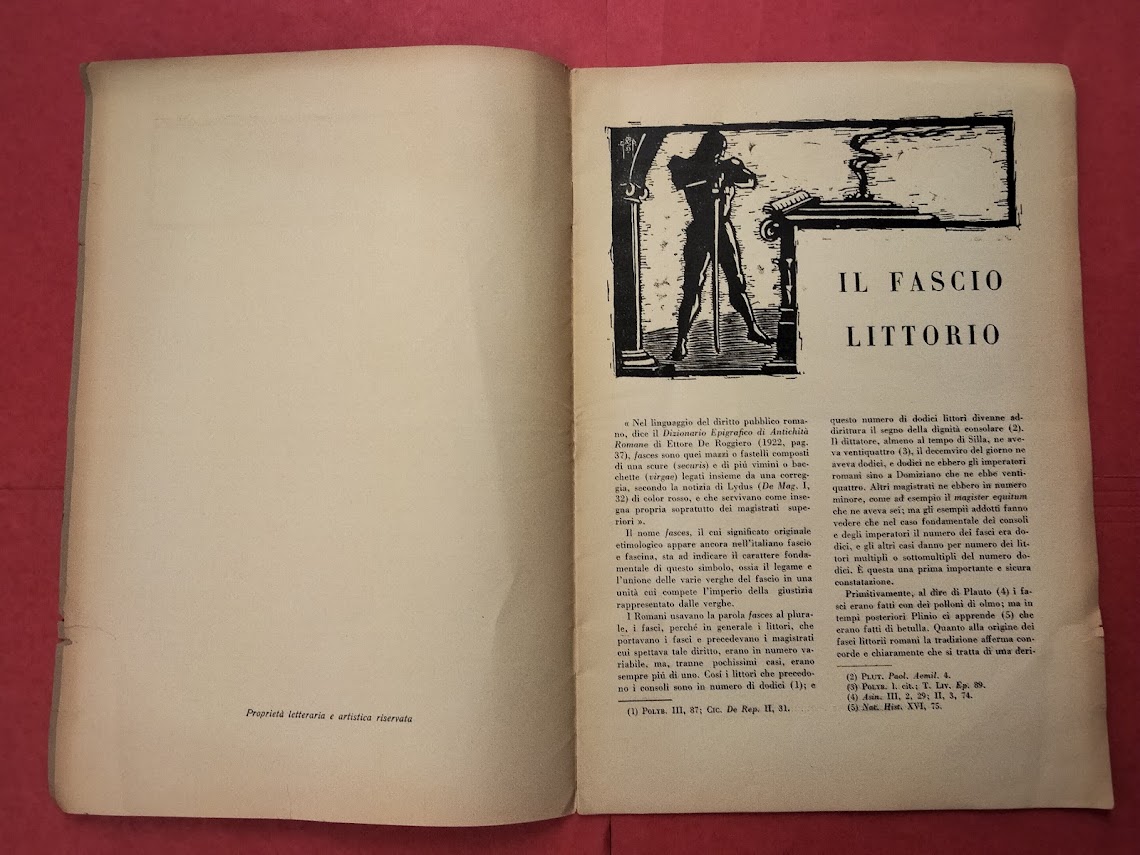 Proprietà letteraria e artistica riservata
IL FASCIO
LITTORIO
« Nel linguaggio del diritto pubblico roma-
no, dice il Dizionario Epigrafico di Antichità
Romane di Ettore De Roggiero (1922, pag.
37), fasces sono quei mazzi o fastelli composti
di una scure (securis) e di più vimini o bac-
chette (virgae) legati insieme da una correg-
gia, secondo la notizia di Lydus (De Mag. I,
32) di color rosso, e che servivano come inse-
gna propria sopratutto dei magistrati supe-
riori ».
Il nome fasces, il cui significato originale
etimologico appare ancora nell'italiano fascio
e fascina, sta ad indicare il carattere fonda-
mentale di questo simbolo, ossia il legame e
l'unione delle varie verghe del fascio in una
unità cui compete l'imperio della giustizia
rappresentato dalle verghe.
I Romani usavano la parola fasces al plura-
le, i fasci, perché in generale i littori, che
portavano i fasci e precedevano i magistrati
cui spettava tale diritto, erano in numero va-
riabile, ma, tranne pochissimi casi, erano
sempre più di uno. Così i littori che precedo-
no i consoli sono in numero di dodici (1); e
(1) POLYB. III, 87; CIC. De Rep. II, 31.
questo numero di dodici littori divenne ad-
dirittura il segno della dignità consolare (2).
Il dittatore, almeno al tempo di Silla, ne ave-
va ventiquattro (3), il decemviro del giorno ne
aveva dodici, e dodici ne ebbero gli imperatori
romani sino a Domiziano che ne ebbe venti-
quattro. Altri magistrati ne ebbero in numero
minore, come ad esempio il magister equitum
che ne aveva sei; ma gli esempii addotti fanno
vedere che nel caso fondamentale dei consoli
e degli imperatori il numero dei fasci era do-
dici, e gli altri casi danno per numero dei lit-
tori multipli o sottomultipli del numero do-
dici. È questa una prima importante e sicura
constatazione.
Primitivamente, al dire di Plauto (4) i fa-
sci erano fatti con dei polloni di olmo; ma in
tempi posteriori Plinio ci apprende (5) che
erano fatti di betulla. Quanto alla origine dei
fasci littorii romani la tradizione afferma con-
corde e chiaramente che si tratta di una deri-
(2) PLUT. Paol. Aemil. 4.
(3) POLYB. l. cit.; T. LIV. Ep. 89.
(4) Asin. III, 2, 29; II, 3, 74.
(5) Nat. Hist. XVI, 75.